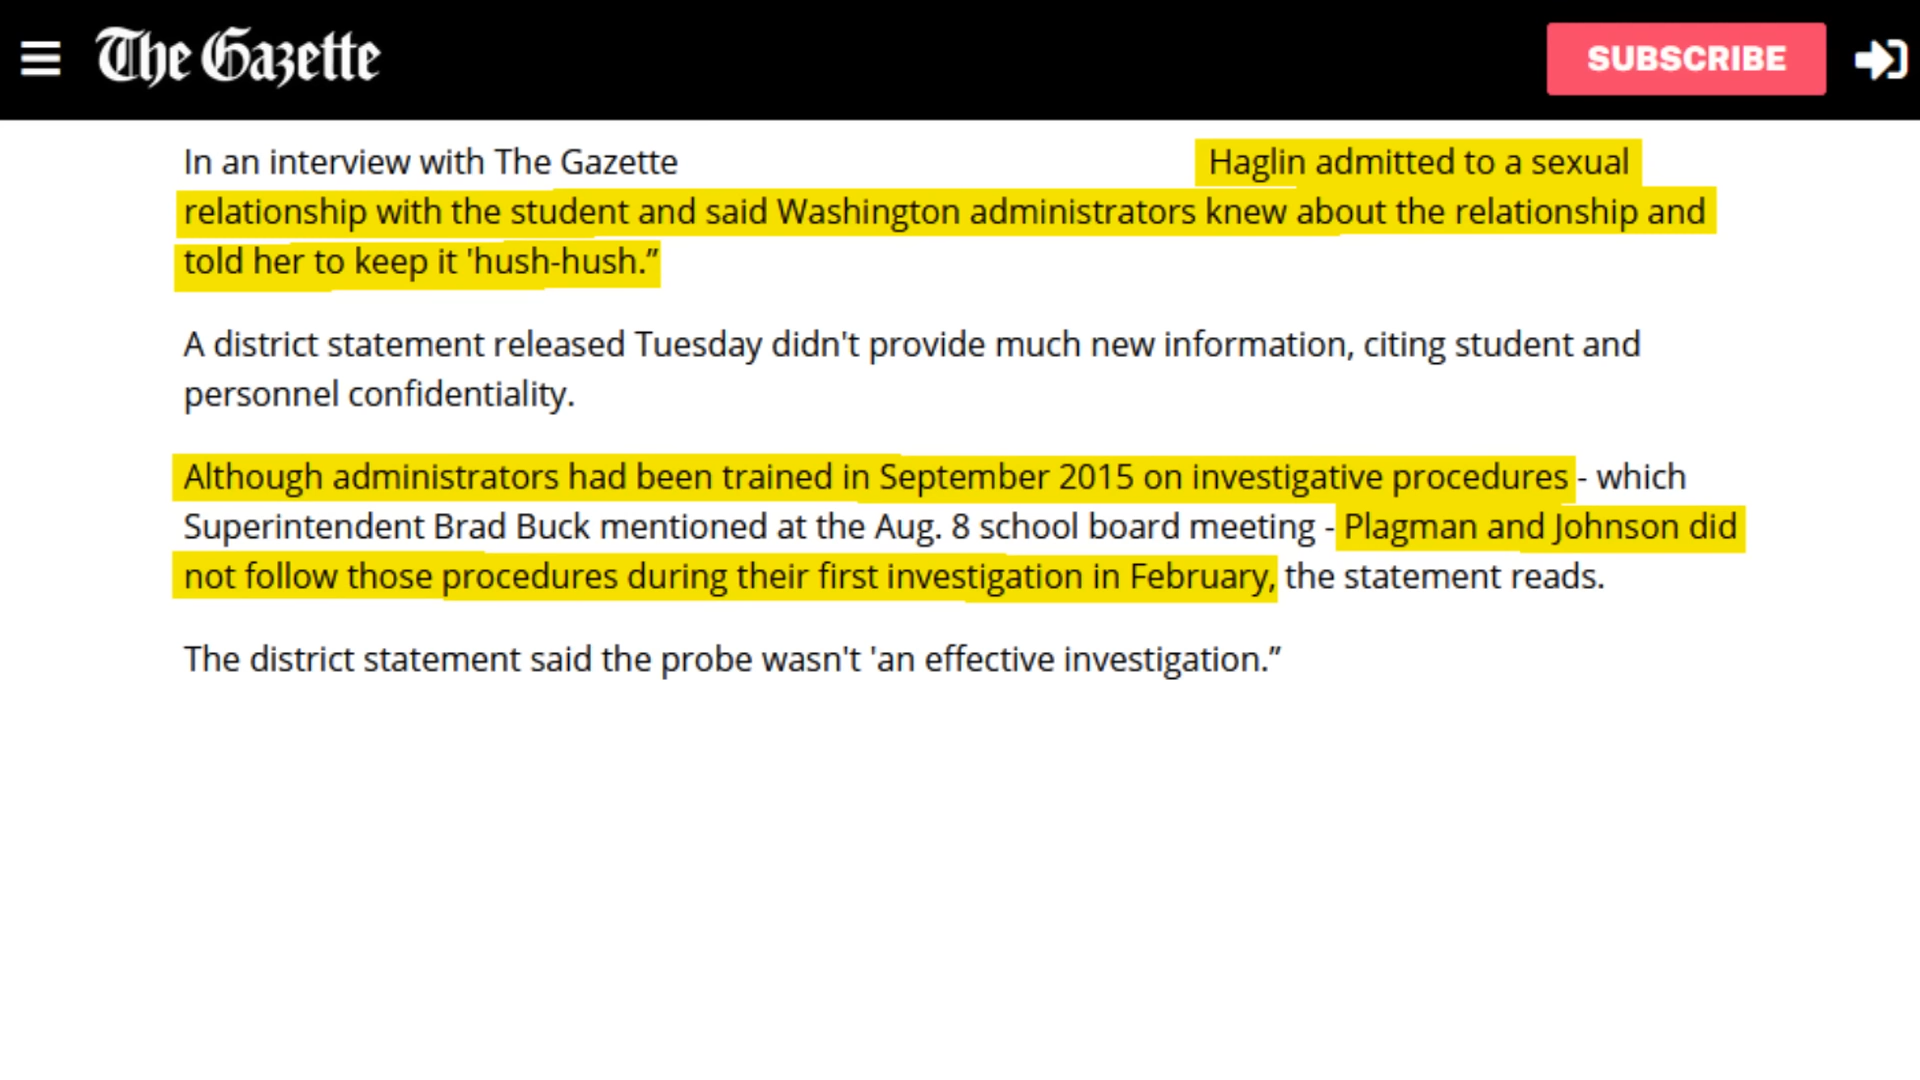 The Gazette
SUBSCRIBE
In an interview with The Gazette Haglin admitted to a sexual
relationship with the student and said Washington administrators knew about the relationship and
told her to keep it 'hush-hush.”
A district statement released Tuesday didn't provide much new information, citing student and
personnel confidentiality.
Although administrators had been trained in September 2015 on investigative procedures - which
Superintendent Brad Buck mentioned at the Aug. 8 school board meeting - Plagman and Johnson did
not follow those procedures during their first investigation in February, the statement reads.
The district statement said the probe wasn't 'an effective investigation.”